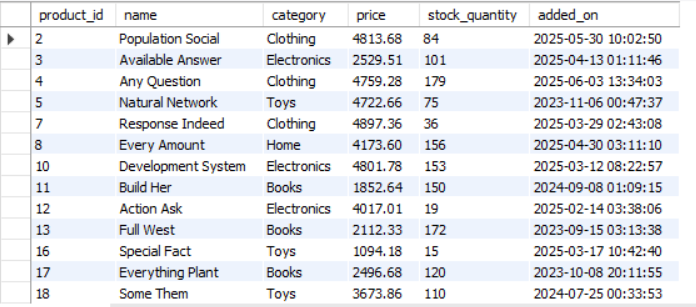 product_id name category price stock_quantity added_on
2 Population Social Clothing 4813.68 84 2025-05-30 10:02:50
3 Available Answer Electronics 2529.51 101 2025-04-13 01:11:46
4 Any Question Clothing 4759.28 179 2025-06-03 13:34:03
5 Natural Network Toys 4722.66 75 2023-11-06 00:47:37
7 Response Indeed Clothing 4897.36 36 2025-03-29 02:43:08
8 Every Amount Home 4173.60 156 2025-04-30 03:11:10
10 Development System Electronics 4801.78 153 2025-03-12 08:22:57
11 Build Her Books 1852.64 150 2024-09-08 01:09:15
12 Action Ask Electronics 4017.01 19 2025-02-14 03:38:06
13 Full West Books 2112.33 172 2023-09-15 03:13:38
16 Special Fact Toys 1094.18 15 2025-03-17 10:42:40
17 Everything Plant Books 2496.68 120 2023-10-08 20:11:55
18 Some Them Toys 3673.86 110 2024-07-25 00:33:53